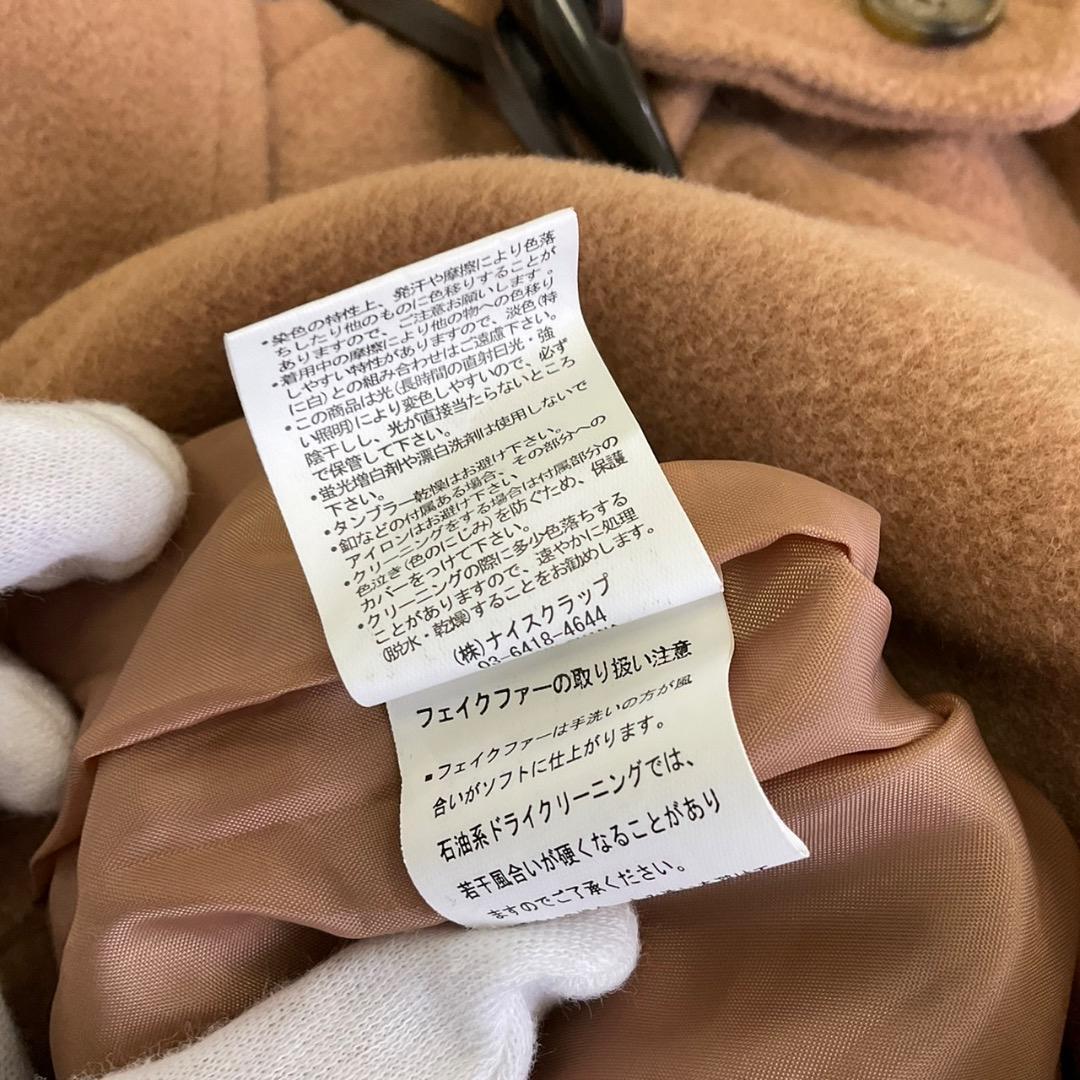 ・染色の特性上、発汗や摩擦により色落
ちしたり他のものに色移りすることが
ありますので、ご注意お願いします。
・着用中の摩擦により他の物への色移り
しやすい特性がありますので、淡色(特
に白)との組み合わせはご遠慮下さい。
・この商品は光(長時間の直射日光・強
い照明)により変色しやすいので、必ず
陰干しし、光が直接当たらないところ
で保管して下さい。
・蛍光増白剤や漂白洗剤は使用しないで
下さい。
・タンブラー乾燥はお避け下さい。
・釦などの付属ある場合、その部分への
アイロンはお避け下さい
・クリーニングをする場合は付属部分の
色泣き(色のにじみ)を防ぐため、保護
カバーをつけて下さい。
・クリーニングの際に多少色落ちする
ことがありますので、速やかに処理
(脱水・乾燥)することをお勧めします。
(株)ナイスクラップ
03-6418-4644
フェイクファーの取り扱い注意
■フェイクファーは手洗いの方が風
合いがソフトに仕上がります。
石油系ドライクリーニングでは、
若干風合いが硬くなることがあり
ますのでご了承ください。